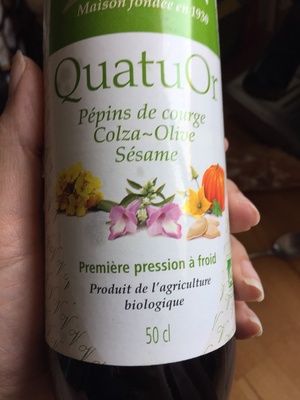 Maison fondée en 1930
QuatuOr
Pépins de courge
Colza~Olive
Sésame
Première pression à froid
Produit de l'agriculture
biologique
50 cl